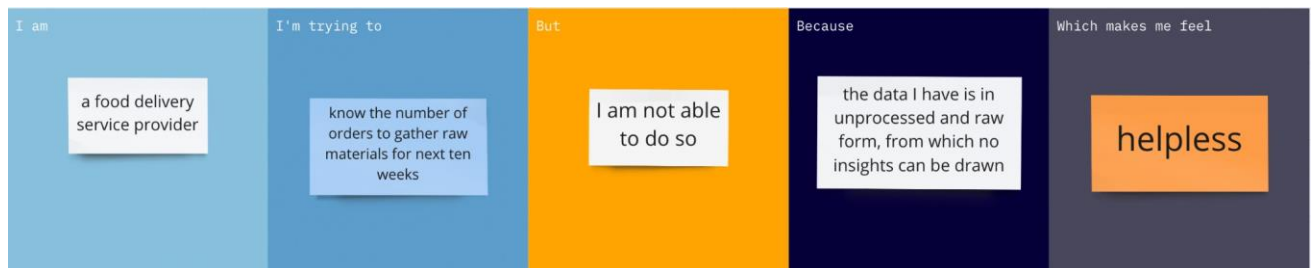 I am
a food delivery
service provider
I'm trying to
know the number of
orders to gather raw
materials for next ten
weeks
But
I am not able
to do so
Because
the data I have is in
unprocessed and raw
form, from which no
insights can be drawn
Which makes me feel
helpless